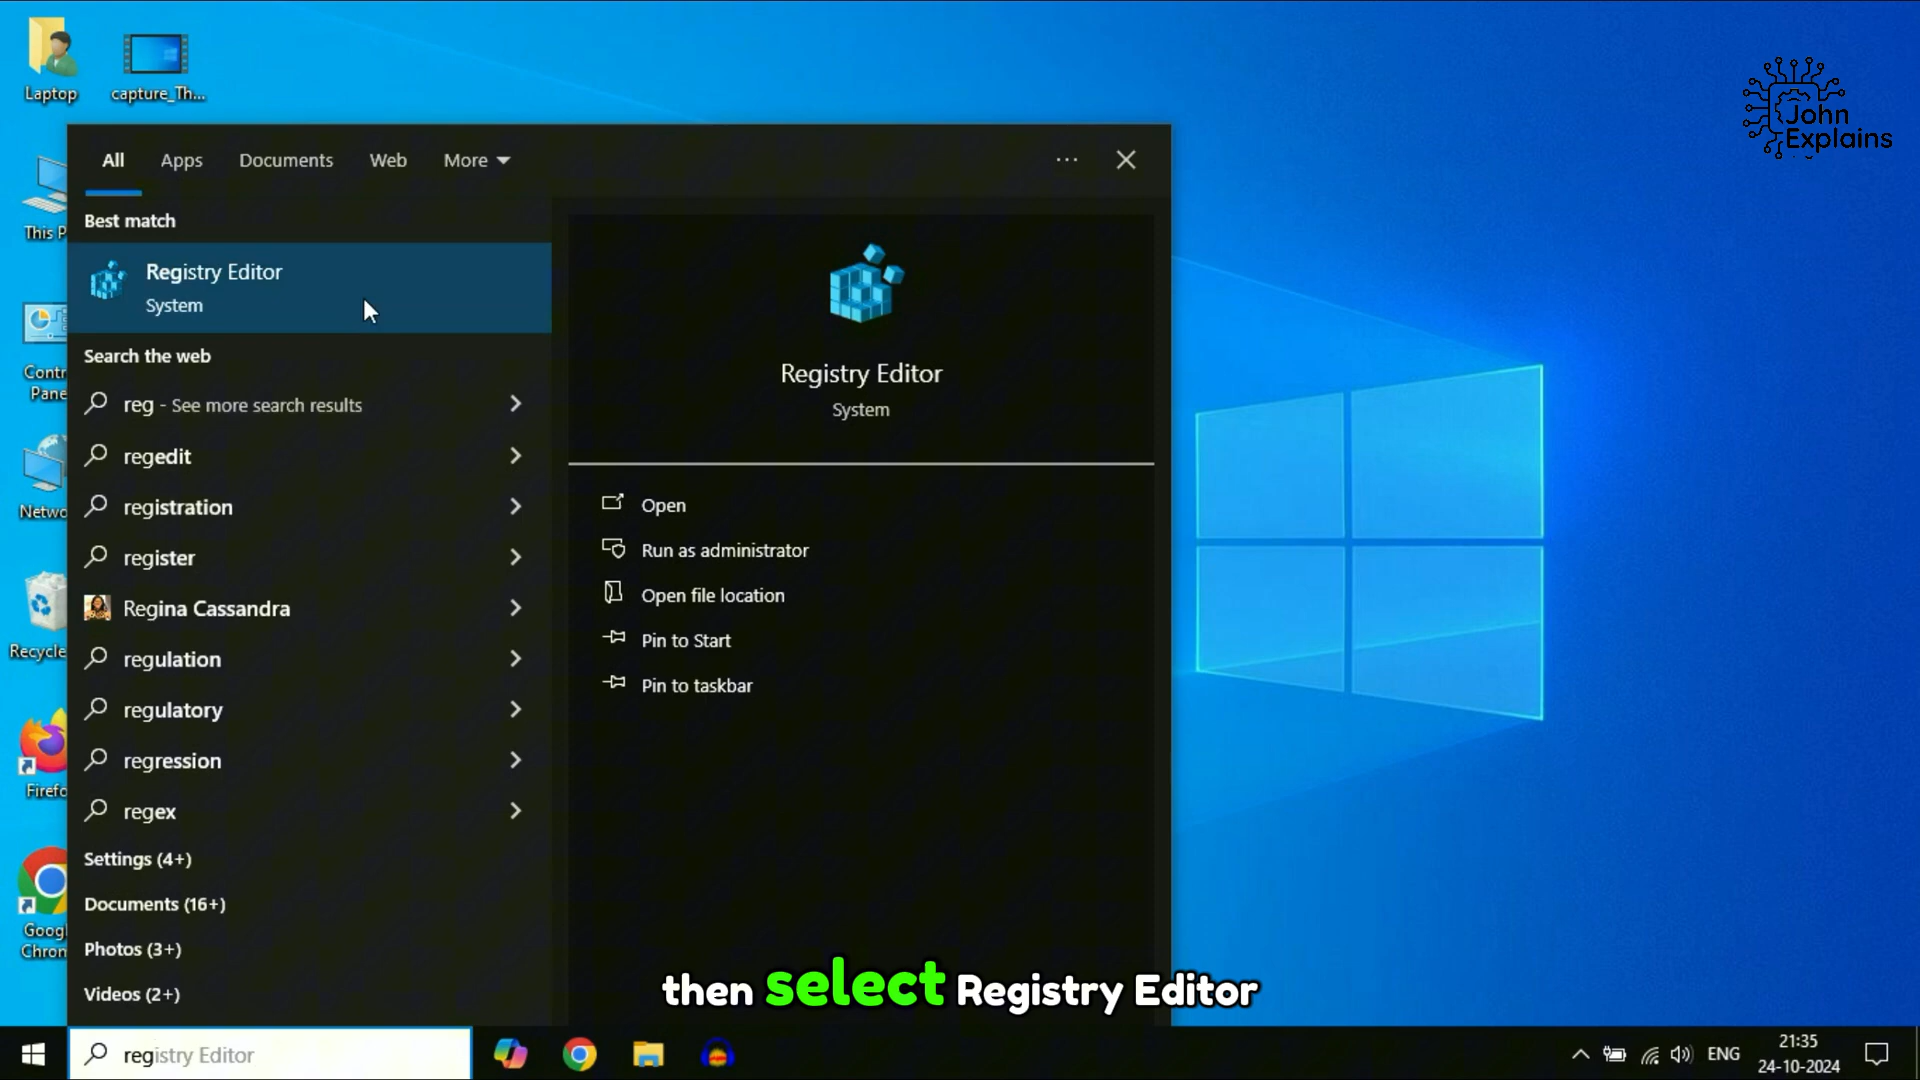 Laptop
capture_Th...
John
Explains
All Apps Documents Web More
Best match
Registry Editor
System
This P
Contr
Pane
Netwo
Recycle
Firefo
Googl
Chrom
Search the web
reg - See more search results
regedit
registration
register
Regina Cassandra
regulation
regulatory
regression
regex
Settings (4+)
Documents (16+)
Photos (3+)
Videos (2+)
Registry Editor
System
Open
Run as administrator
Open file location
Pin to Start
Pin to taskbar
then select Registry Editor
registry Editor
ENG
21:35
24-10-2024